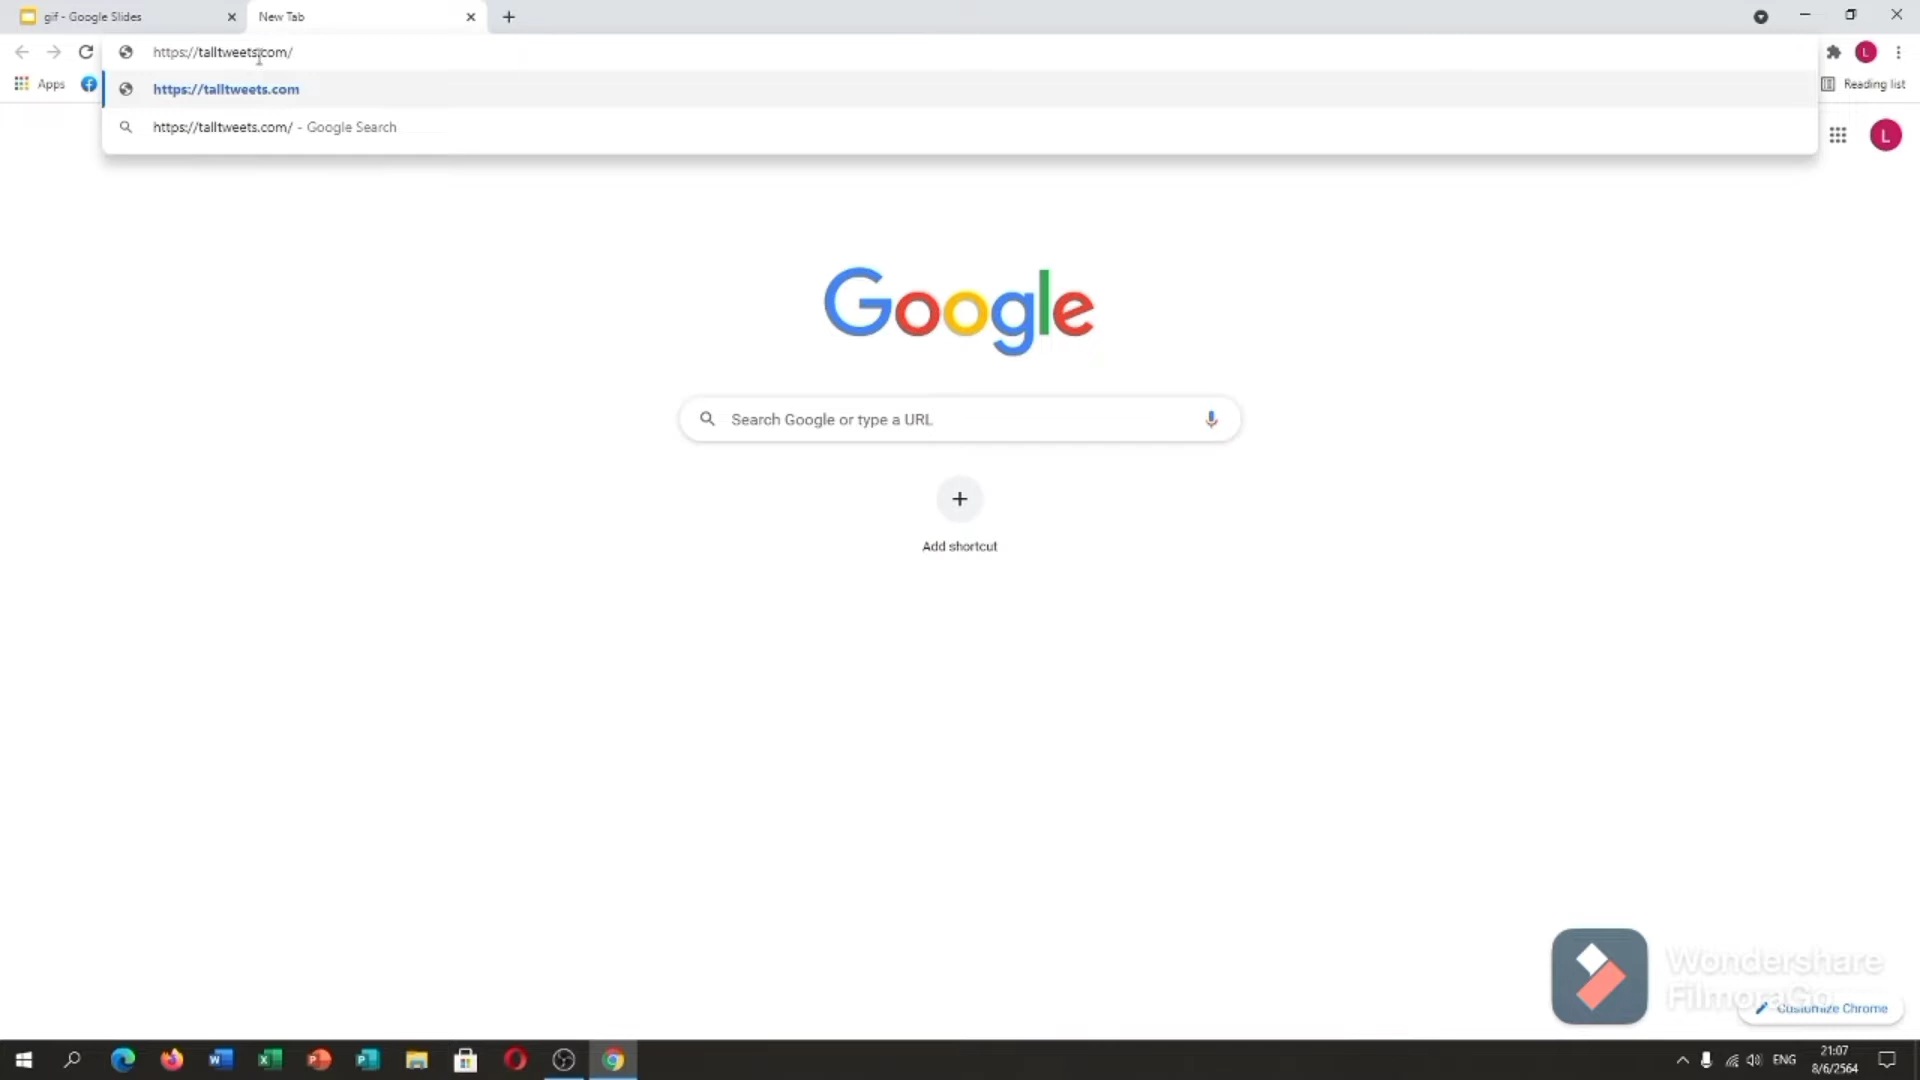 gif - Google Slides
New Tab
https://talltweets.com/
Apps
https://talltweets.com
Reading list
https://talltweets.com/ - Google Search
L
L
Google
Search Google or type a URL
Add shortcut
Wondershare
FilmoraGo
Customize Chrome
ENG
21:07
8/6/2564